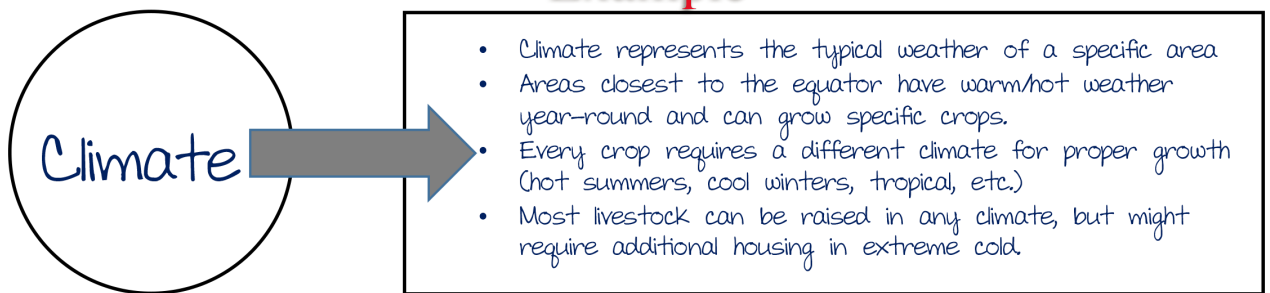 Climate
• Climate represents the typical weather of a specific area
• Areas closest to the equator have warm/hot weather
year-round and can grow specific crops.
• Every crop requires a different climate for proper growth
(hot summers, cool winters, tropical, etc.)
• Most livestock can be raised in any climate, but might
require additional housing in extreme cold.